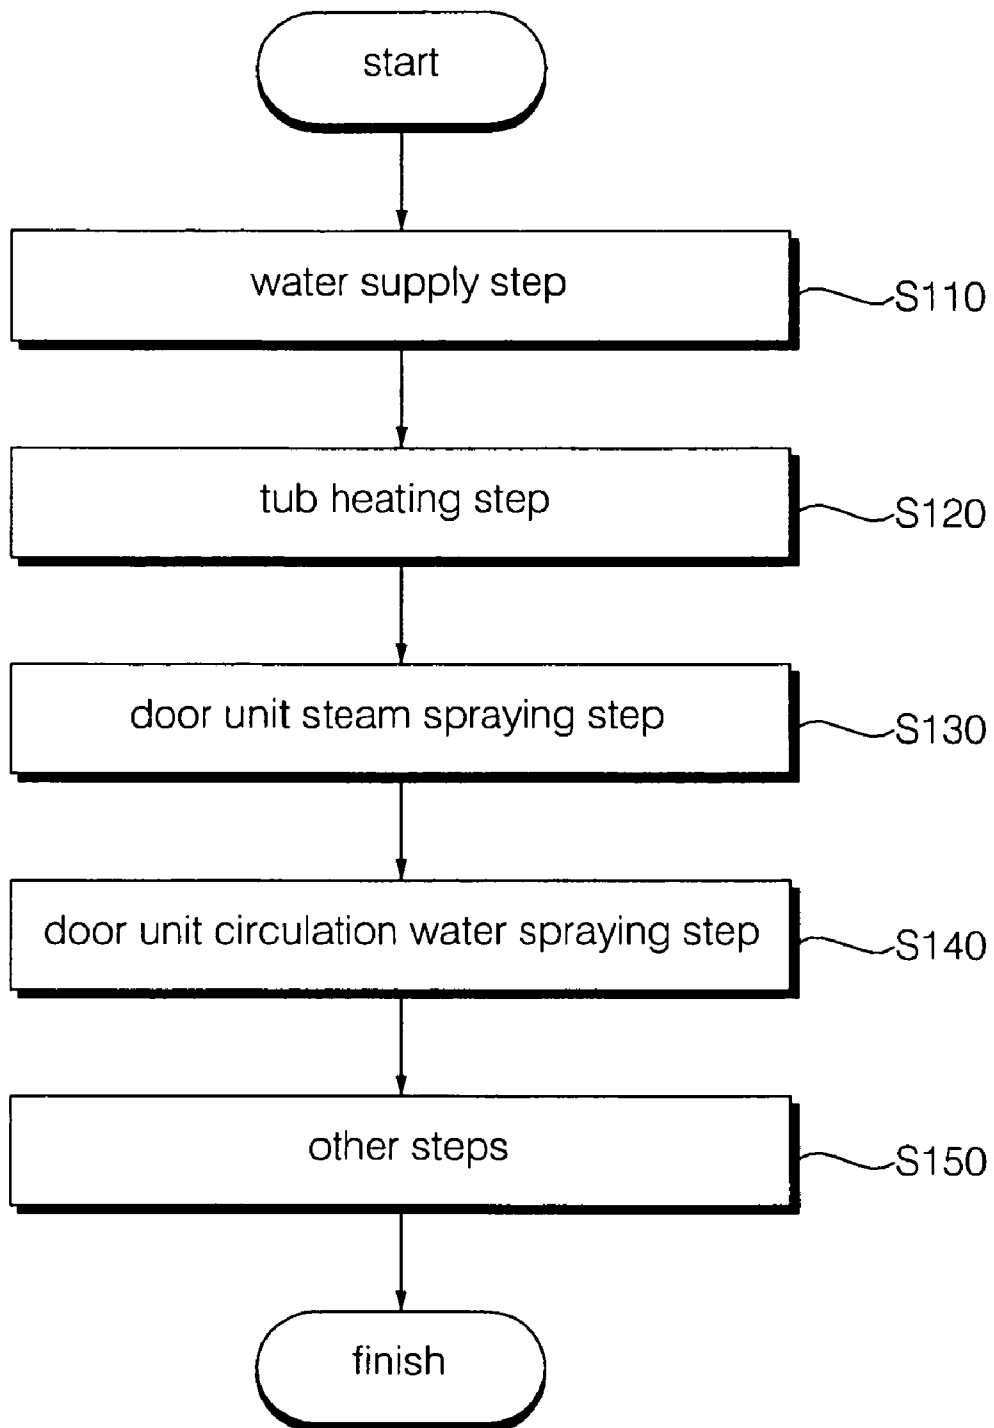 start
water supply step
S110
tub heating step
S120
door unit steam spraying step
S130
door unit circulation water spraying step
S140
other steps
S150
finish